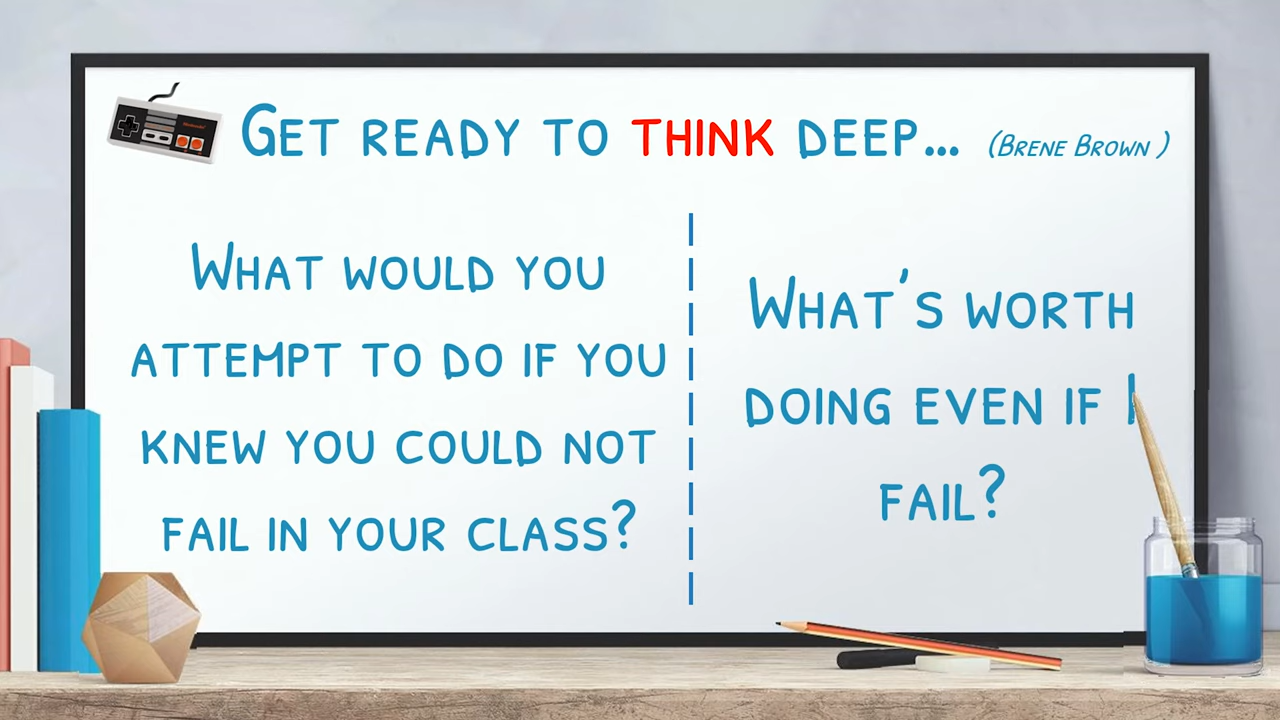 Get ready to think deep... (Brene Brown )
What would you
attempt to do if you
knew you could not
fail in your class?
What's worth
doing even if I
fail?
Nintendo